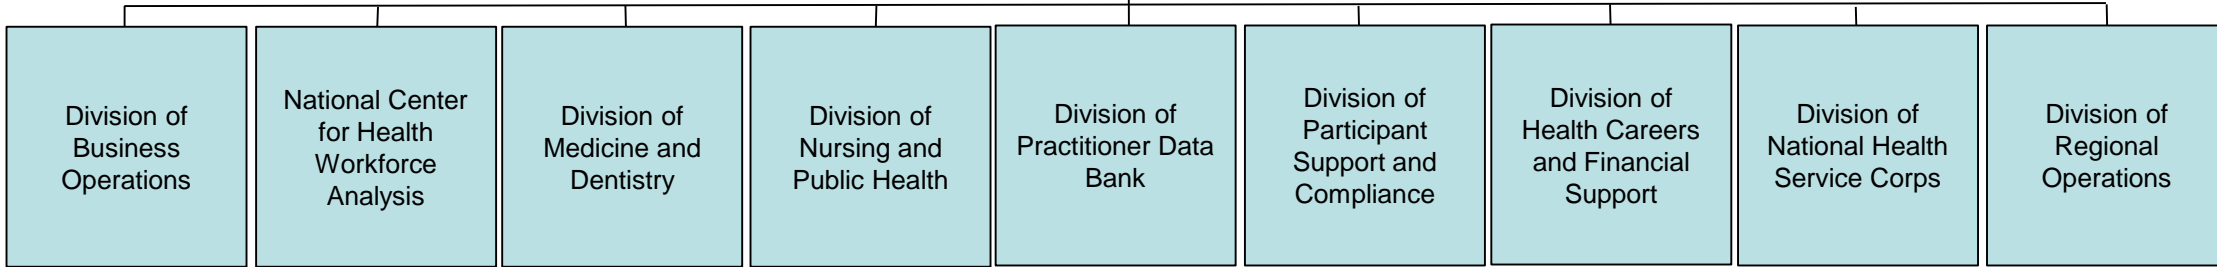 Division of
Business
Operations
National Center
for Health
Workforce
Analysis
Division of
Medicine and
Dentistry
Division of
Nursing and
Public Health
Division of
Practitioner Data
Bank
Division of
Participant
Support and
Compliance
Division of
Health Careers
and Financial
Support
Division of
National Health
Service Corps
Division of
Regional
Operations